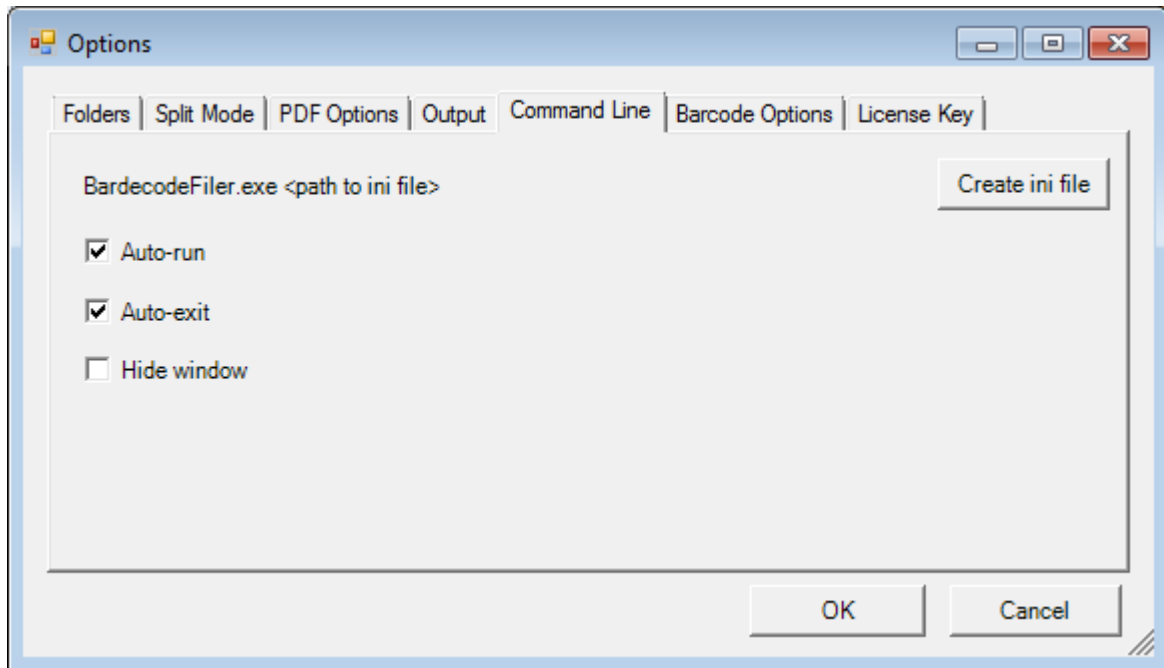 Options
Folders Split Mode PDF Options Output Command Line Barcode Options License Key
BardecodeFiler.exe <path to ini file> Create ini file
Auto-run
Auto-exit
Hide window
OK Cancel